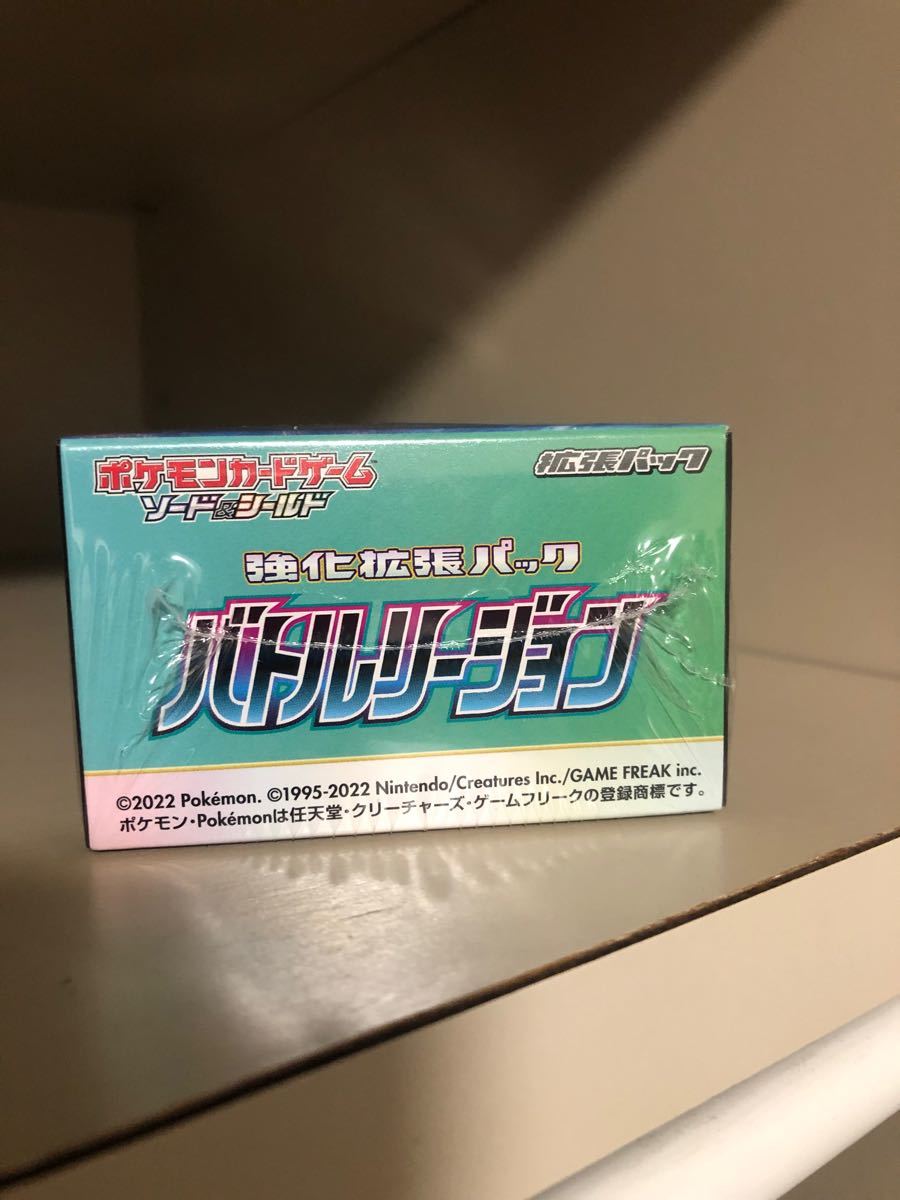 ポケモンカードゲーム™
ソード&シールド
拡張パック
強化拡張パック
バトルリージョン
©2022 Pokémon. ©1995-2022 Nintendo/Creatures Inc./GAME FREAK inc.
ポケモン・Pokémonは任天堂・クリーチャーズ・ゲームフリークの登録商標です。